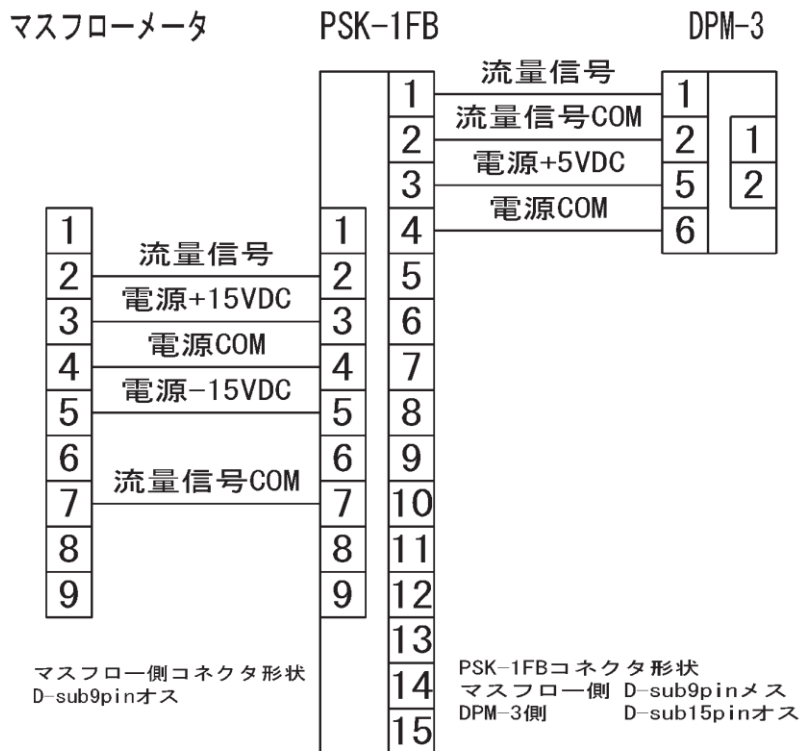 マスフローメータ PSK-1FB DPM-3
流量信号
1 1
流量信号COM
2 2 1
電源+5VDC
3 5 2
電源COM
1 1 4 6
流量信号
2 2 5
電源+15VDC
3 3 6
電源COM
4 4 7
電源-15VDC
5 5 8
6 6 9
流量信号COM
7 7 10
8 8 11
9 9 12
13
14
15
マスフロー側コネクタ形状
D-sub9pinオス
PSK-1FBコネクタ形状
マスフロー側 D-sub9pinメス
DPM-3側 D-sub15pinオス